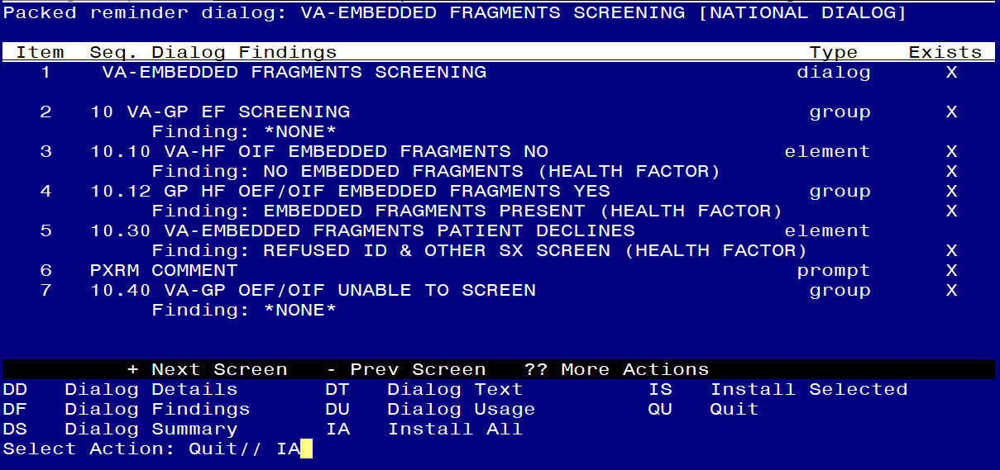 Packed reminder dialog: VA-EMBEDDED FRAGMENTS SCREENING [NATIONAL DIALOG]
Item Seq. Dialog Findings Type Exists
1 VA-EMBEDDED FRAGMENTS SCREENING dialog X
2 10 VA-GP EF SCREENING group X
Finding: *NONE*
3 10.10 VA-HF OIF EMBEDDED FRAGMENTS NO element X
Finding: NO EMBEDDED FRAGMENTS (HEALTH FACTOR) X
4 10.12 GP HF OEF/OIF EMBEDDED FRAGMENTS YES group X
Finding: EMBEDDED FRAGMENTS PRESENT (HEALTH FACTOR) X
5 10.30 VA-EMBEDDED FRAGMENTS PATIENT DECLINES element
Finding: REFUSED ID & OTHER SX SCREEN (HEALTH FACTOR) X
6 PXRM COMMENT prompt X
7 10.40 VA-GP OEF/OIF UNABLE TO SCREEN group X
Finding: *NONE*
+ Next Screen - Prev Screen ?? More Actions
DD Dialog Details DT Dialog Text IS Install Selected
DF Dialog Findings DU Dialog Usage QU Quit
DS Dialog Summary IA Install All
Select Action: Quit// IA